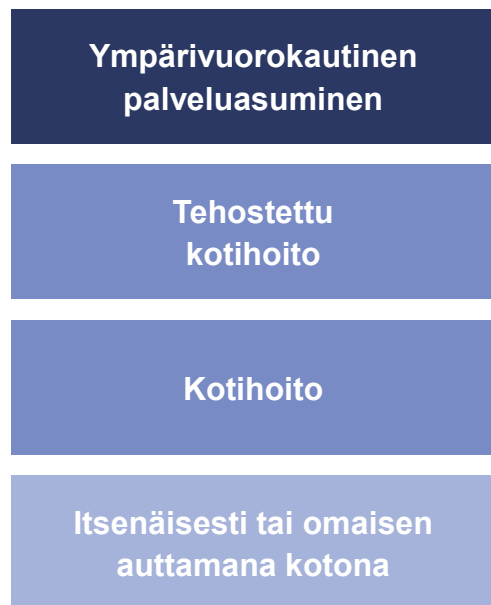 Ympärivuorokautinen
palveluasuminen
Tehostettu
kotihoito
Kotihoito
Itsenäisesti tai omaisen
auttamana kotona